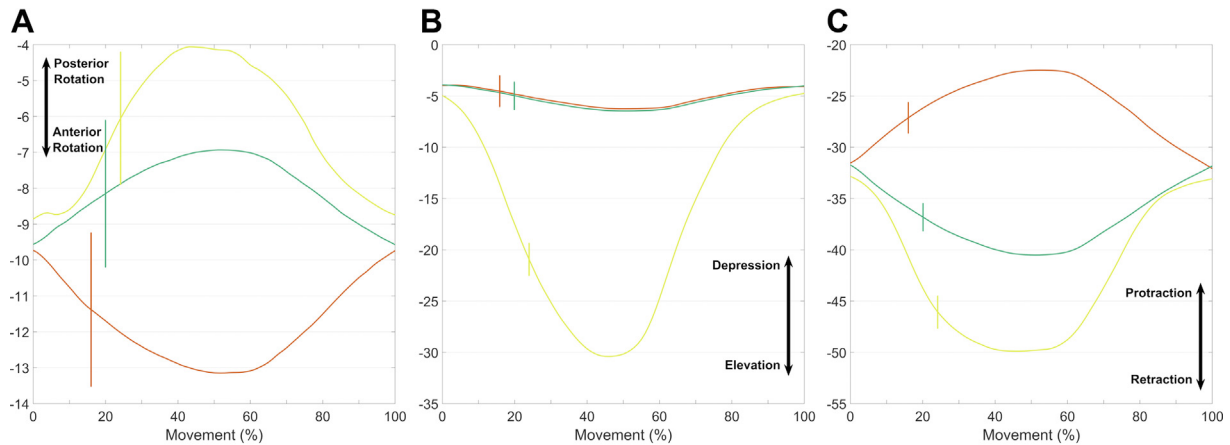 A
-4
-5
-6
-7
-8
-9
-10
-11
-12
-13
-14
Posterior
Rotation
Anterior
Rotation
0 20 40 60 80 100
Movement (%)
B
0
-5
-10
-15
-20
-25
-30
-35
Depression
Elevation
0 20 40 60 80 100
Movement (%)
C
-20
-25
-30
-35
-40
-45
-50
-55
Protraction
Retraction
0 20 40 60 80 100
Movement (%)